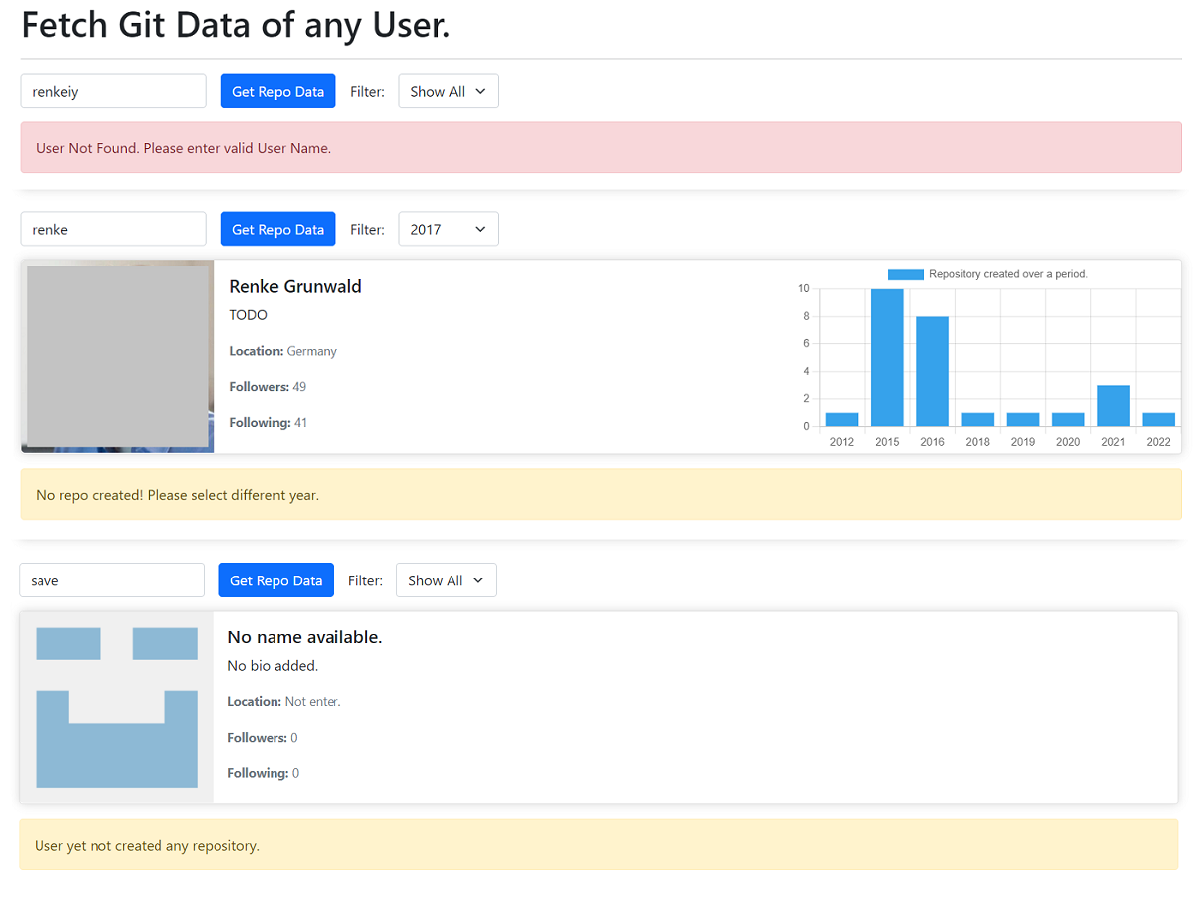 Fetch Git Data of any User.
renkeiy Get Repo Data Filter: Show All
User Not Found. Please enter valid User Name.
renke Get Repo Data Filter: 2017
Renke Grunwald
TODO
Location: Germany
Followers: 49
Following: 41
Repository created over a period.
10
8
6
4
2
0
2012 2015 2016 2018 2019 2020 2021 2022
No repo created! Please select different year.
save Get Repo Data Filter: Show All
No name available.
No bio added.
Location: Not enter.
Followers: 0
Following: 0
User yet not created any repository.